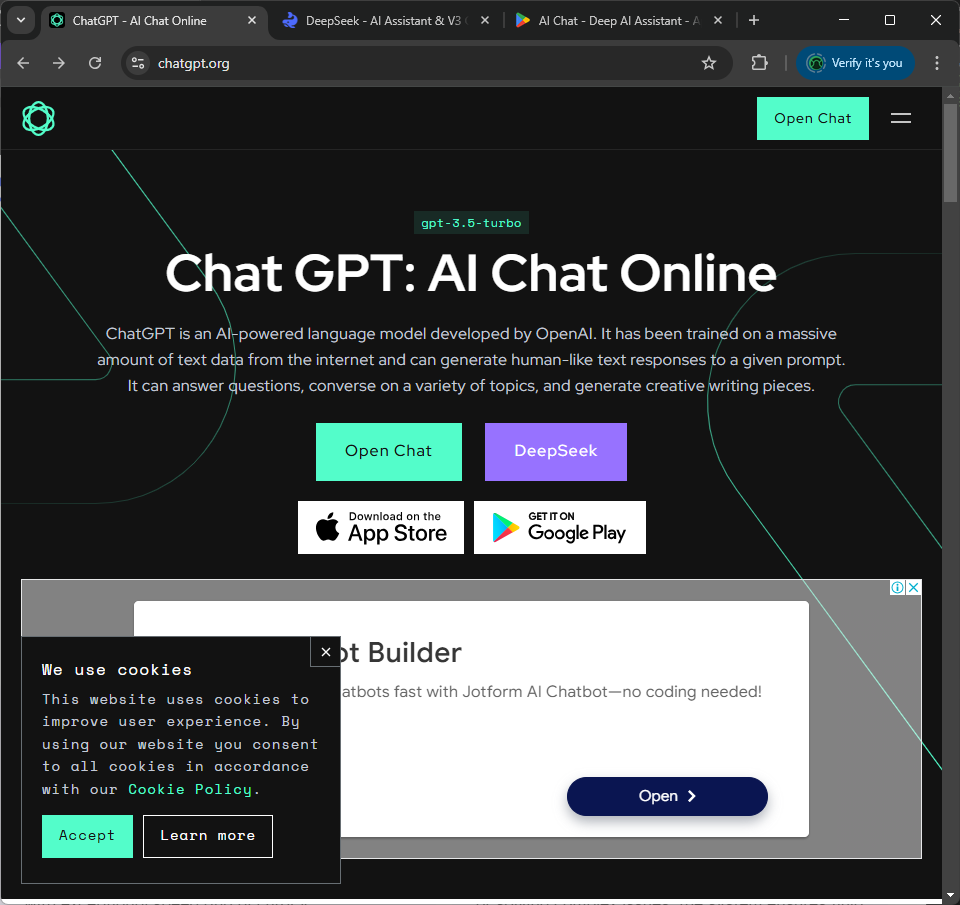 ChatGPT - AI Chat Online
DeepSeek - AI Assistant & V3
AI Chat - Deep AI Assistant - A
chatgpt.org
Verify it's you
Open Chat
gpt-3.5-turbo
Chat GPT: AI Chat Online
ChatGPT is an AI-powered language model developed by OpenAI. It has been trained on a massive
amount of text data from the internet and can generate human-like text responses to a given prompt.
It can answer questions, converse on a variety of topics, and generate creative writing pieces.
Open Chat
DeepSeek
Download on the
App Store
GET IT ON
Google Play
ot Builder
atbots fast with Jotform AI Chatbot—no coding needed!
Open
We use cookies
This website uses cookies to
improve user experience. By
using our website you consent
to all cookies in accordance
with our Cookie Policy.
Accept
Learn more